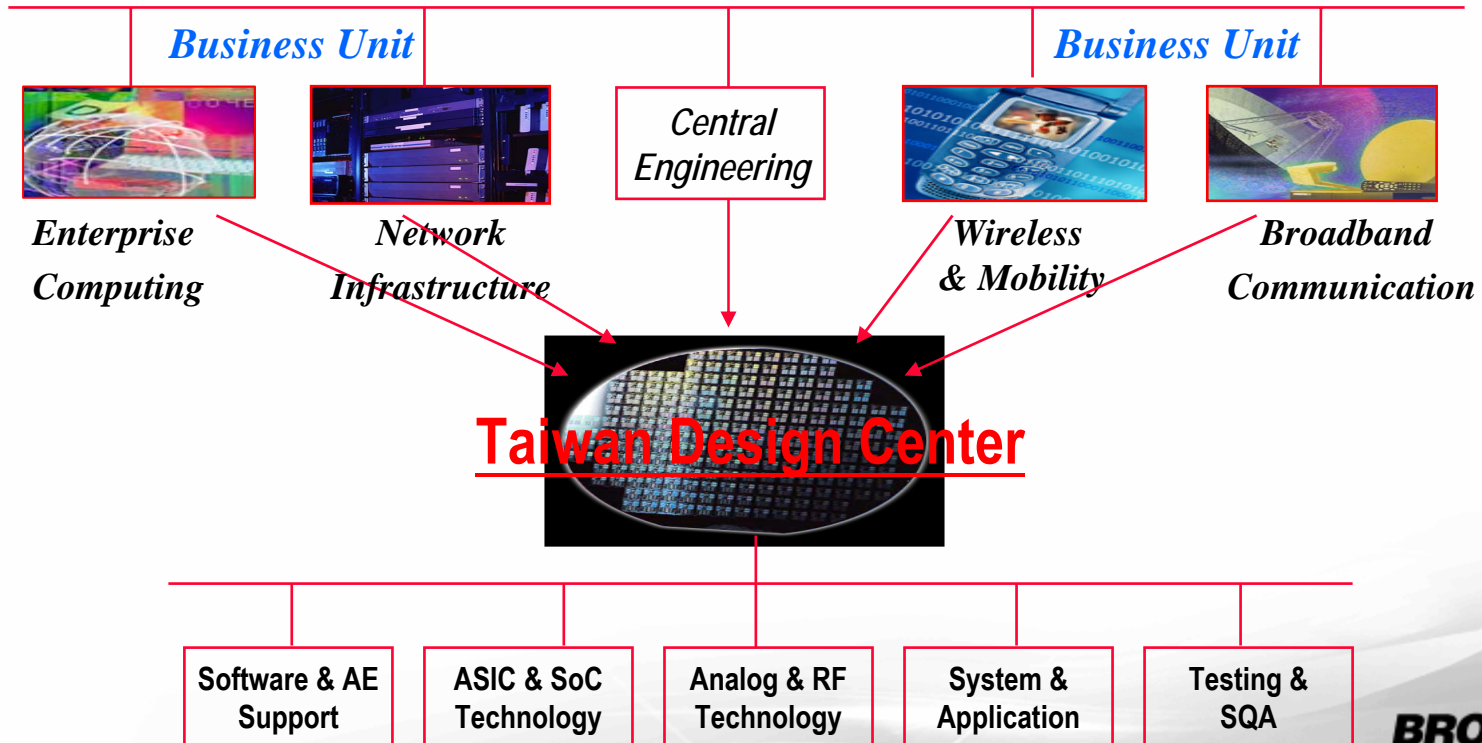 Business Unit
Business Unit
Central
Engineering
Enterprise
Computing
Network
Infrastructure
Wireless
& Mobility
Broadband
Communication
Taiwan Design Center
Software & AE
Support
ASIC & SoC
Technology
Analog & RF
Technology
System &
Application
Testing &
SQA